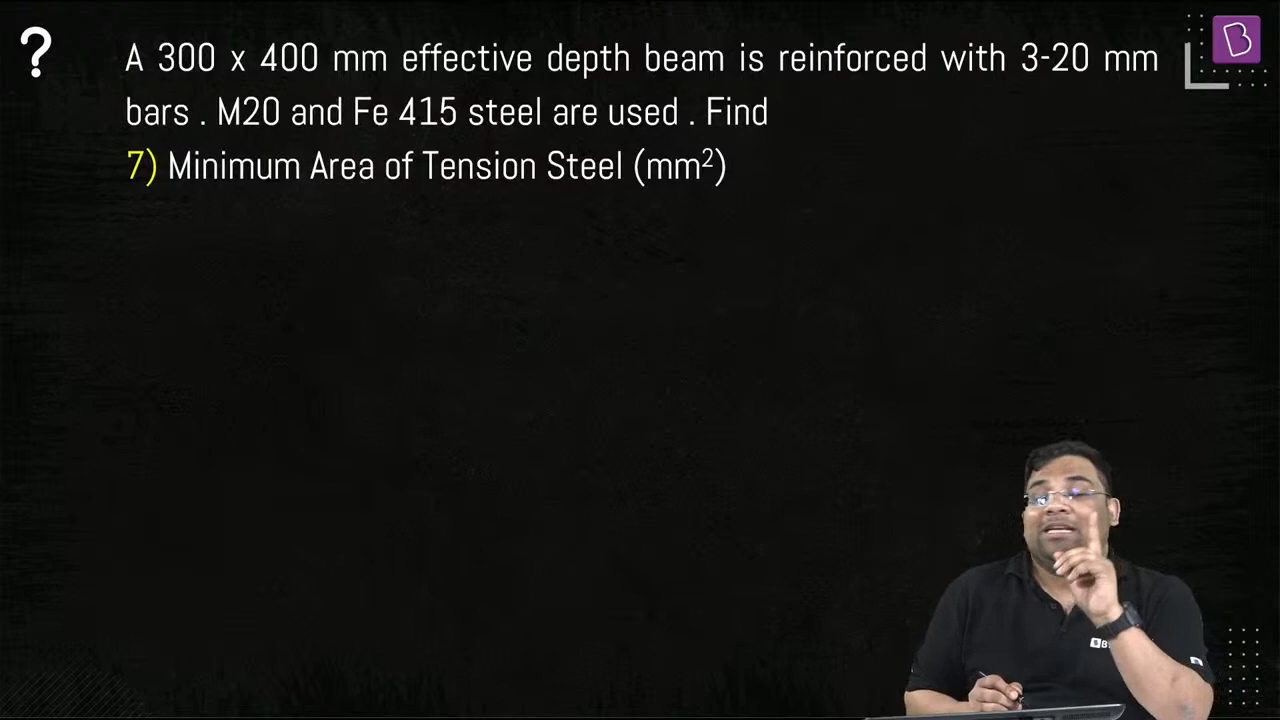 ?
A 300 x 400 mm effective depth beam is reinforced with 3-20 mm
bars . M20 and Fe 415 steel are used . Find
7) Minimum Area of Tension Steel (mm²)
B